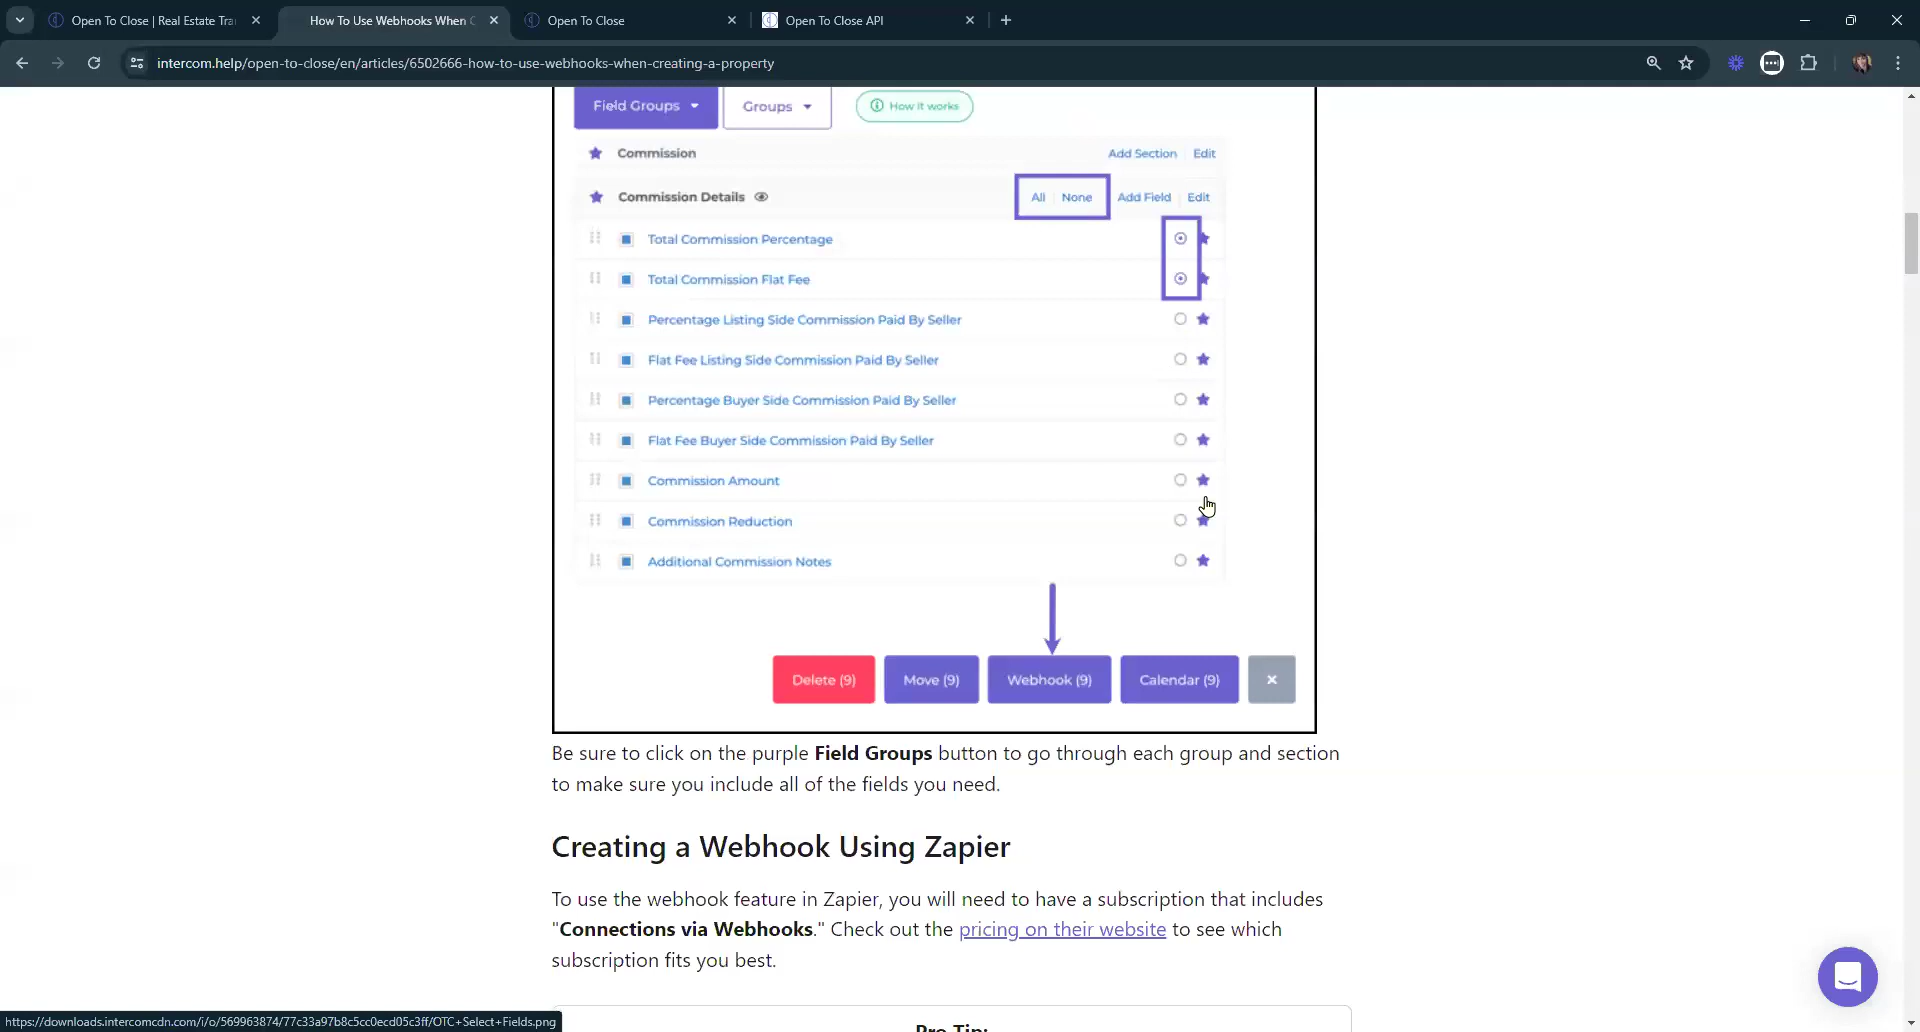 Open To Close | Real Estate Tra
How To Use Webhooks When C
Open To Close
Open To Close API
intercom.help/open-to-close/en/articles/6502666-how-to-use-webhooks-when-creating-a-property
Field Groups
Groups
How it works
Commission
Add Section
Edit
Commission Details
All
None
Add Field
Edit
Total Commission Percentage
Total Commission Flat Fee
Percentage Listing Side Commission Paid By Seller
Flat Fee Listing Side Commission Paid By Seller
Percentage Buyer Side Commission Paid By Seller
Flat Fee Buyer Side Commission Paid By Seller
Commission Amount
Commission Reduction
Additional Commission Notes
Delete (9)
Move (9)
Webhook (9)
Calendar (9)
Be sure to click on the purple Field Groups button to go through each group and section
to make sure you include all of the fields you need.
Creating a Webhook Using Zapier
To use the webhook feature in Zapier, you will need to have a subscription that includes
"Connections via Webhooks." Check out the pricing on their website to see which
subscription fits you best.
Pro Tip:
https://downloads.intercomcdn.com/i/o/569963874/77c33a97b8c5cc0ecd05c3ff/OTC+Select+Fields.png